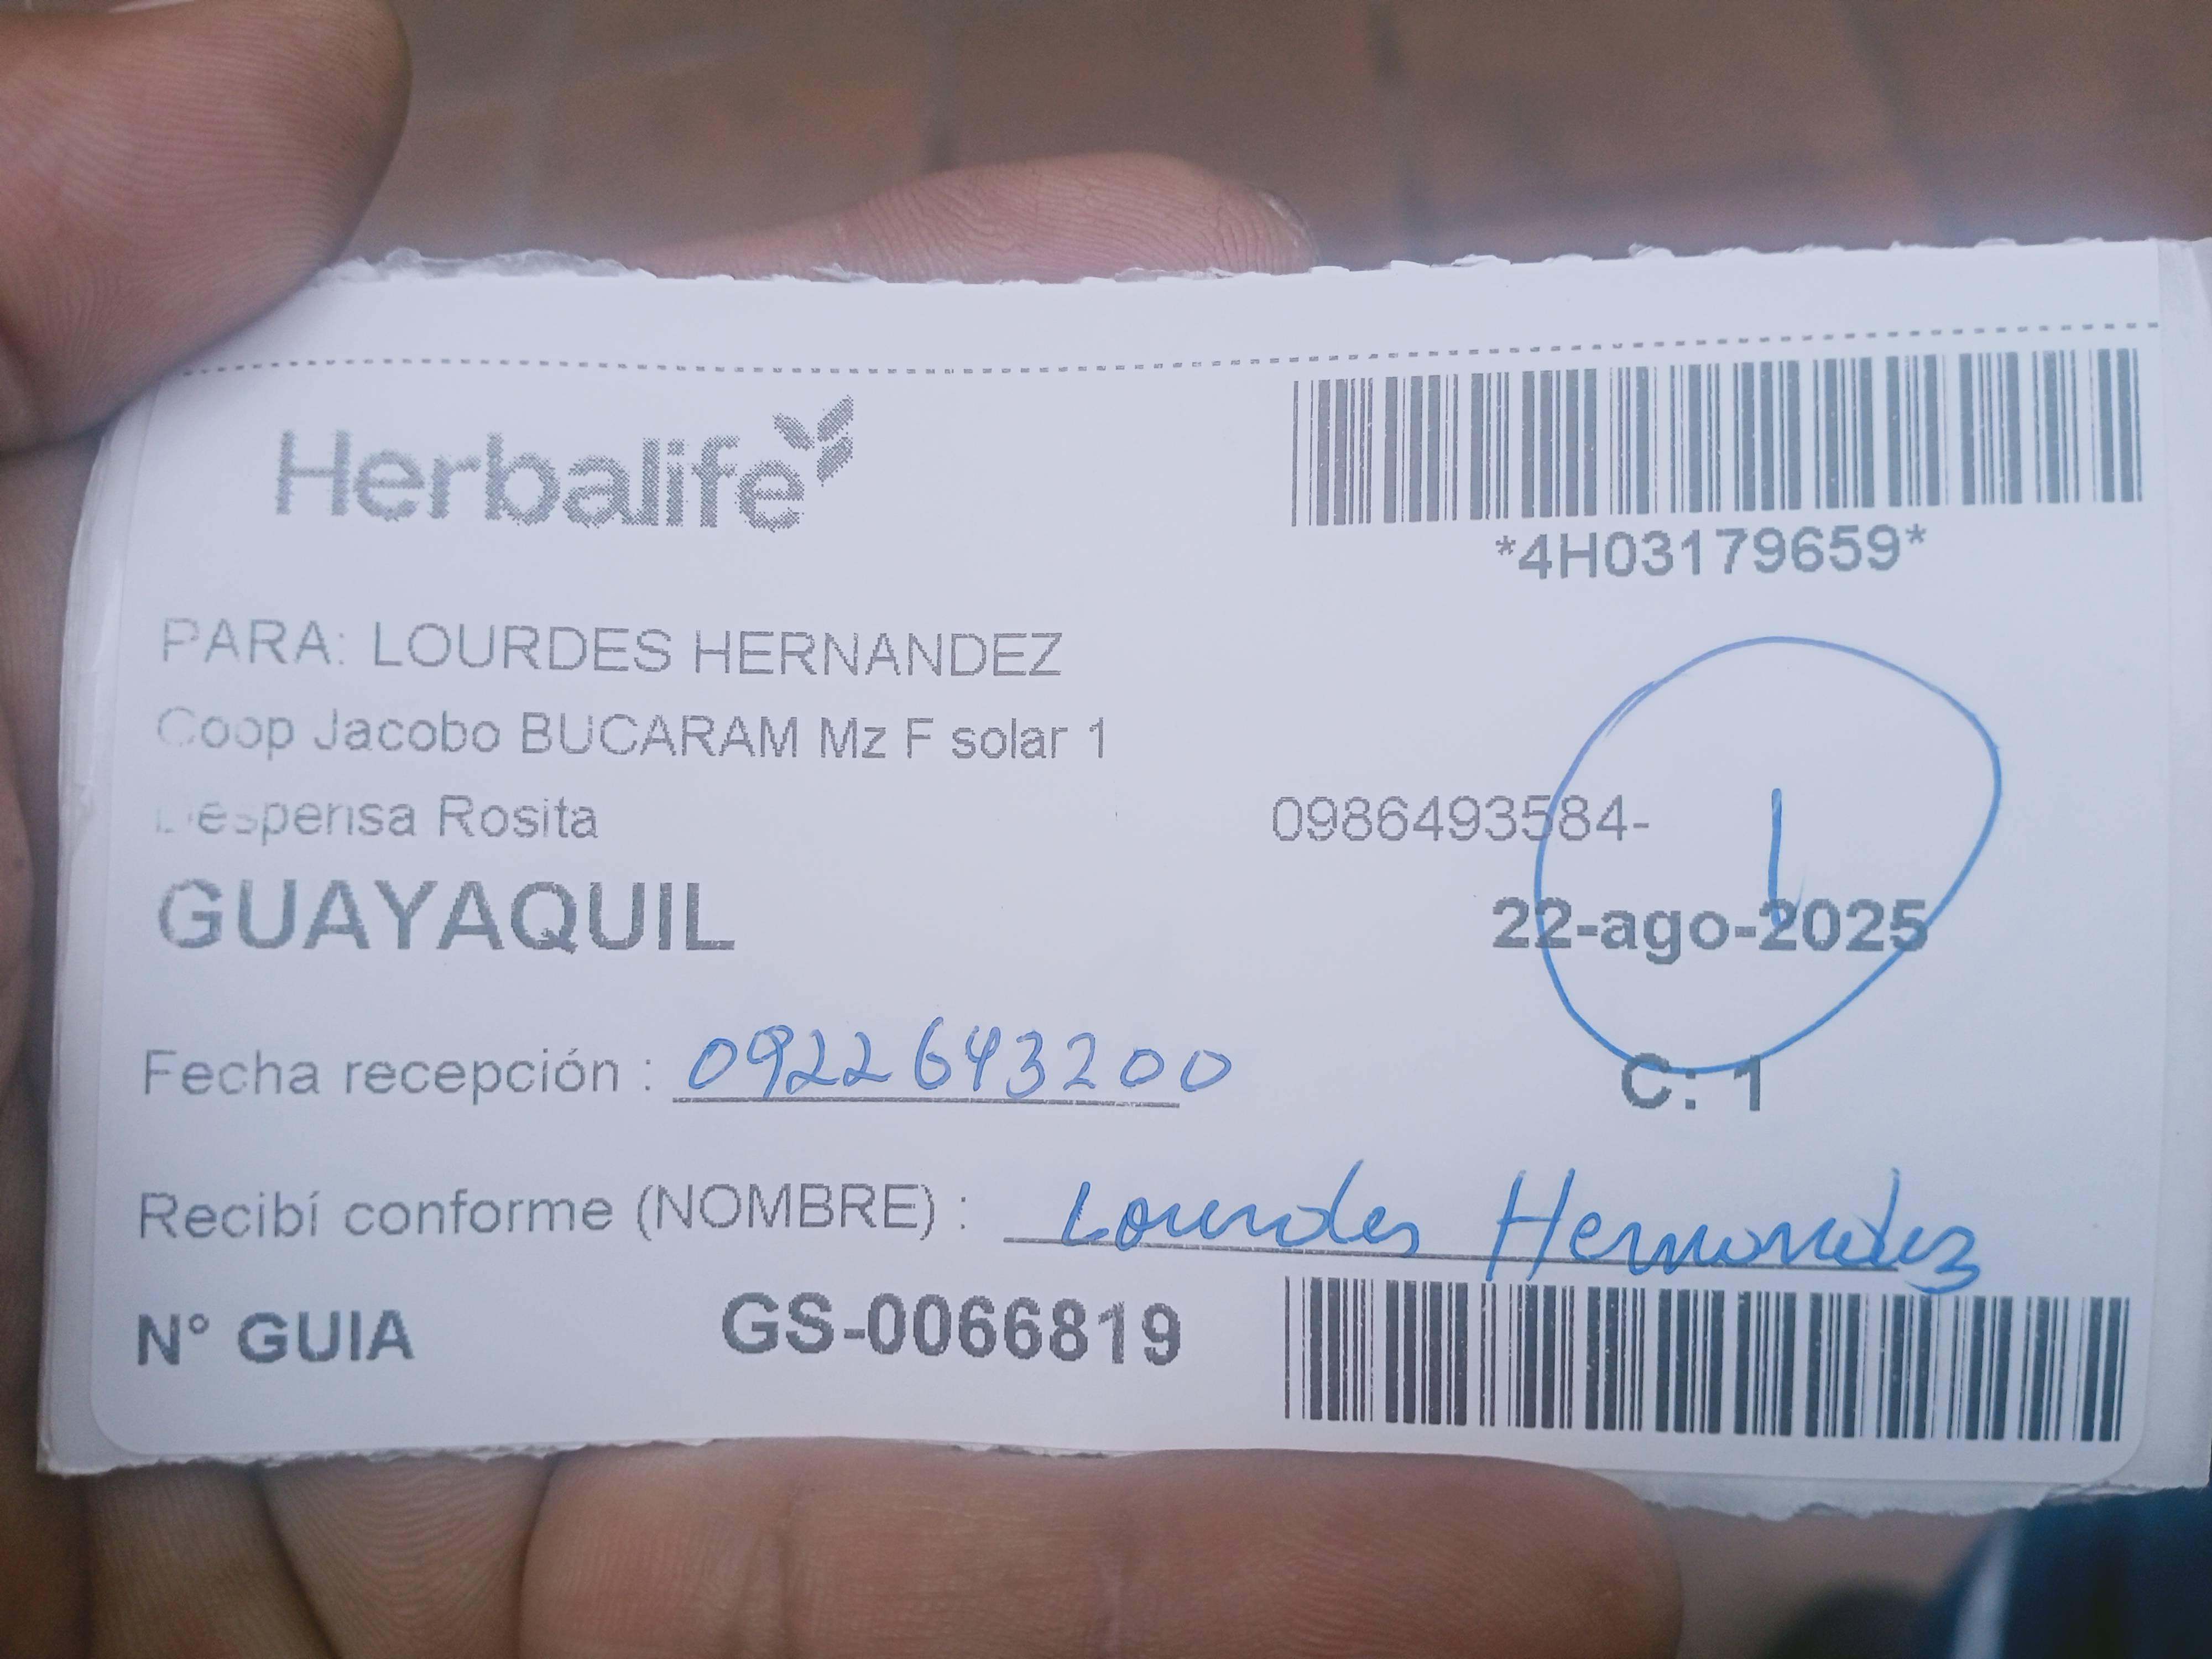 Herbalife
*4H03179659*
PARA: LOURDES HERNANDEZ
Coop Jacobo BUCARAM Mz F solar 1
Despensa Rosita
0986493584-
1
GUAYAQUIL
22-ago-2025
Fecha recepción : 0922643200
C: 1
Recibí conforme (NOMBRE) : Lourdes Hernandez
N° GUIA GS-0066819